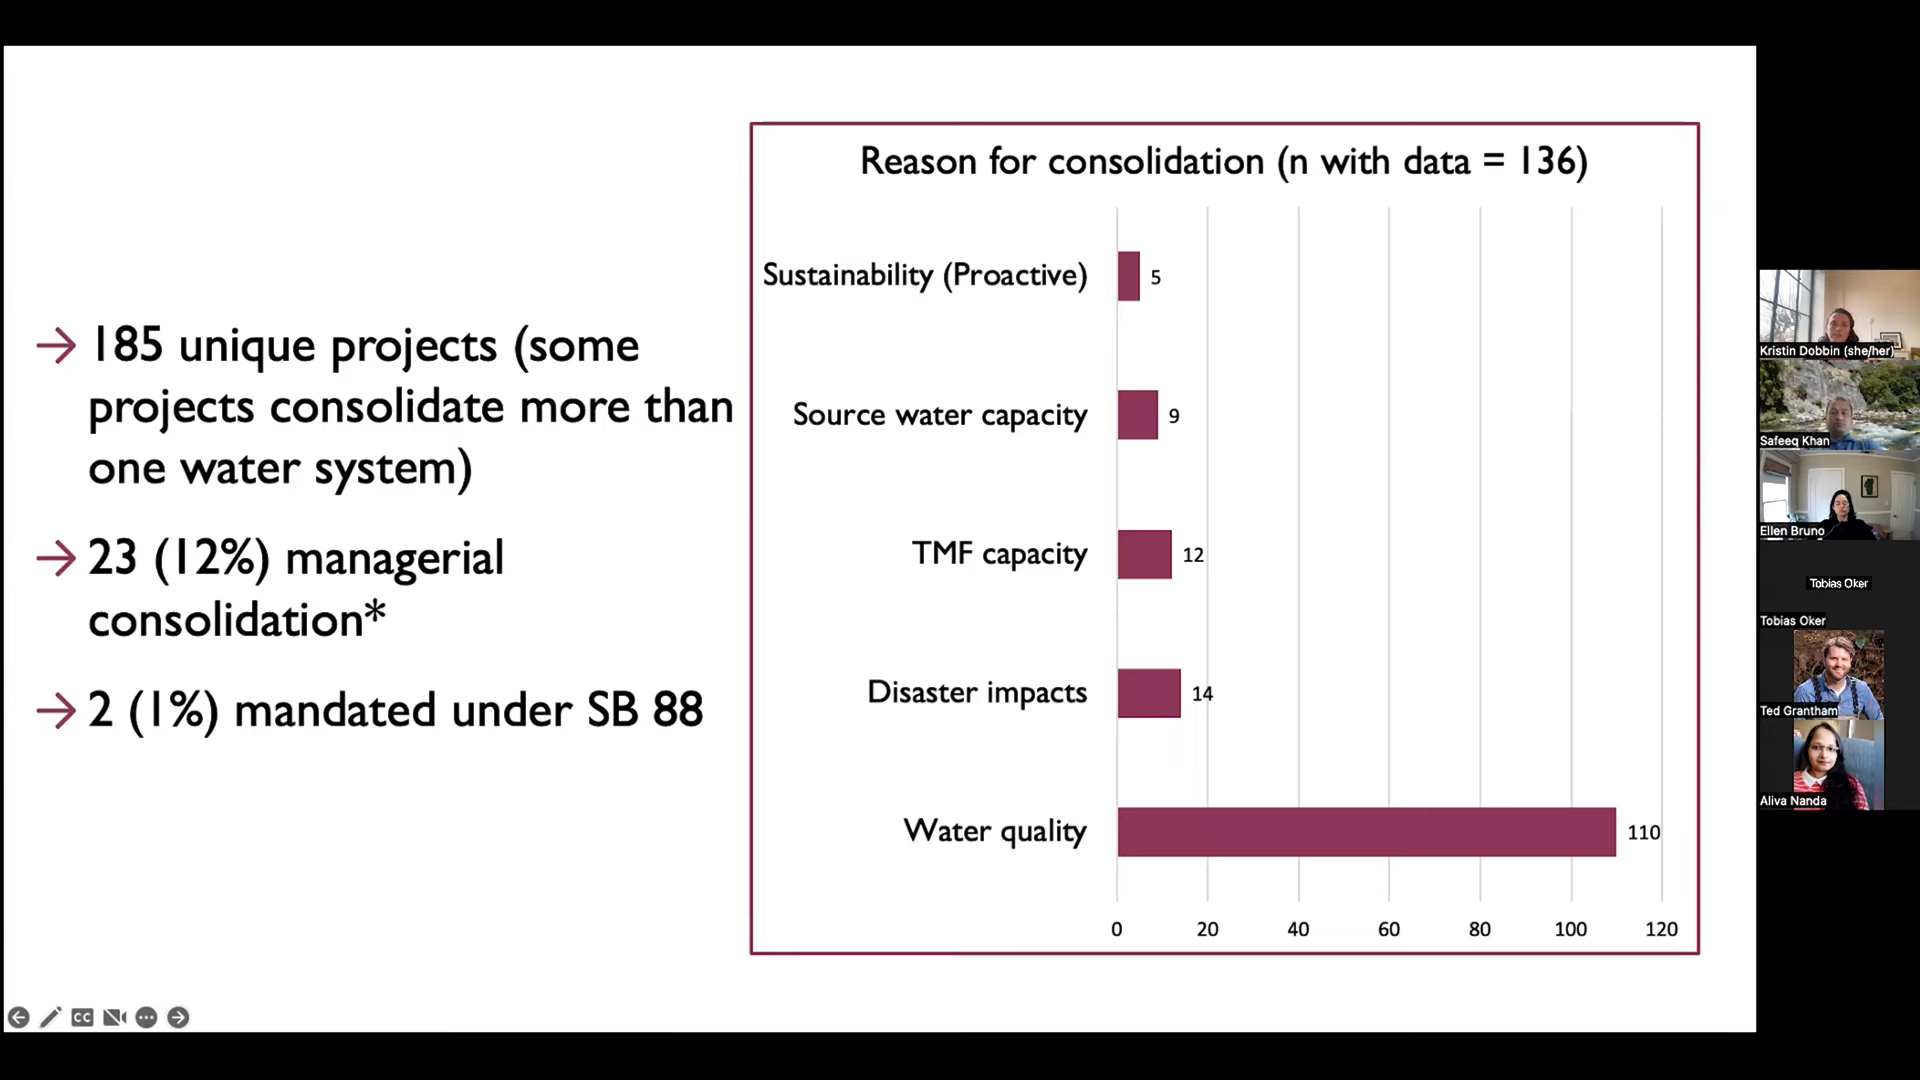 → 185 unique projects (some
projects consolidate more than
one water system)
→ 23 (12%) managerial
consolidation*
→ 2 (1%) mandated under SB 88
Reason for consolidation (n with data = 136)
Sustainability (Proactive) 5
Source water capacity 9
TMF capacity 12
Disaster impacts 14
Water quality 110
0 20 40 60 80 100 120
Kristin Dobbin (she/her)
Safeeq Khan
Ellen Bruno
Tobias Oker
Tobias Oker
Ted Grantham
Aliva Nanda
CC